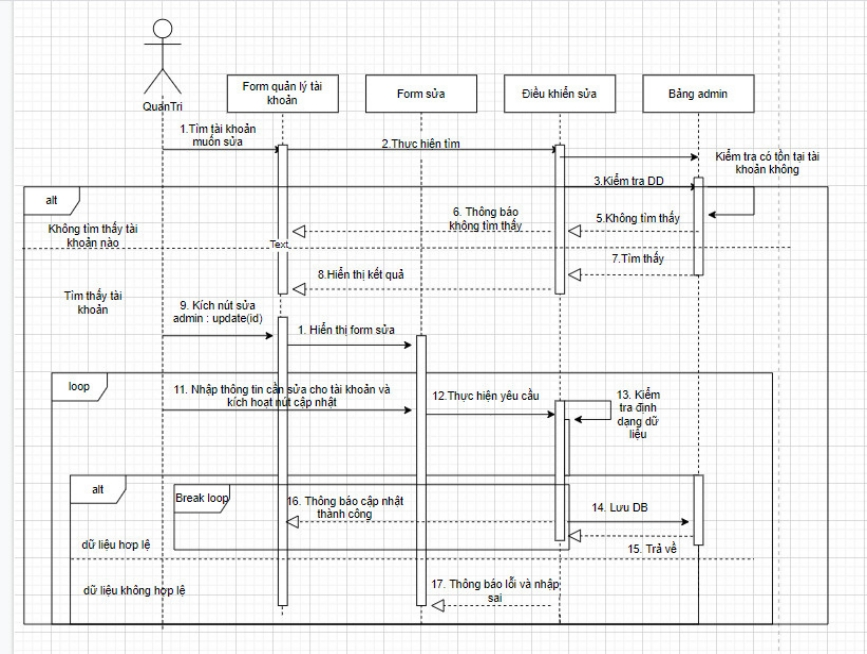 QuanTri
Form quản lý tài
khoản
Form sửa
Điều khiển sửa
Bảng admin
1.Tìm tài khoản
muốn sửa
2.Thực hiện tìm
Kiểm tra có tồn tại tài
khoản không
3.Kiểm tra DD
alt
Không tìm thấy tài
khoản nào
6. Thông báo
không tìm thấy
5.Không tìm thấy
Text
7.Tìm thấy
8.Hiển thị kết quả
Tìm thấy tài
khoản
9. Kích nút sửa
admin : update(id)
1. Hiển thị form sửa
loop
11. Nhập thông tin cần sửa cho tài khoản và
kích hoạt nút cập nhật
12.Thực hiện yêu cầu
13. Kiểm
tra định
dạng dữ
liệu
alt
Break loop
16. Thông báo cập nhật
thành công
14. Lưu DB
15. Trả về
dữ liệu hợp lệ
dữ liệu không hợp lệ
17. Thông báo lỗi và nhập
sai